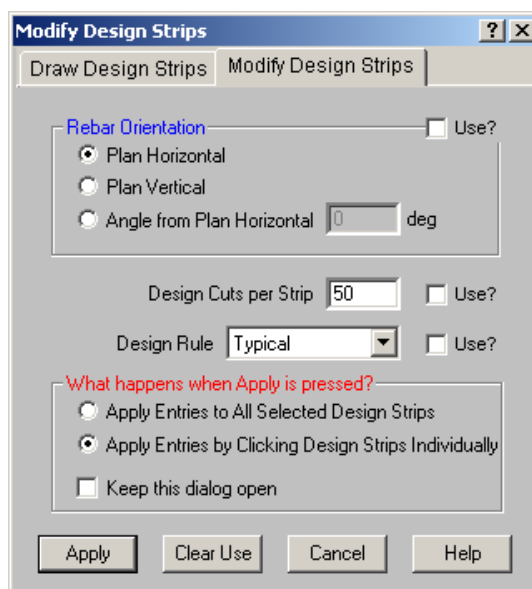 Modify Design Strips
Draw Design Strips Modify Design Strips
Rebar Orientation Use?
Plan Horizontal
Plan Vertical
Angle from Plan Horizontal 0 deg
Design Cuts per Strip 50 Use?
Design Rule Typical Use?
What happens when Apply is pressed?
Apply Entries to All Selected Design Strips
Apply Entries by Clicking Design Strips Individually
Keep this dialog open
Apply Clear Use Cancel Help